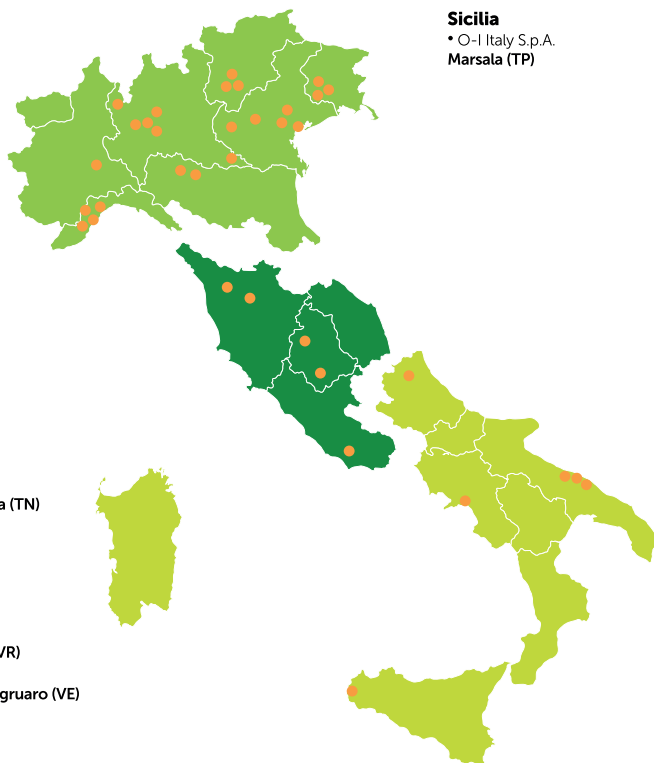 Sicilia
• O-I Italy S.p.A.
Marsala (TP)
a (TN)
VR)
gruaro (VE)